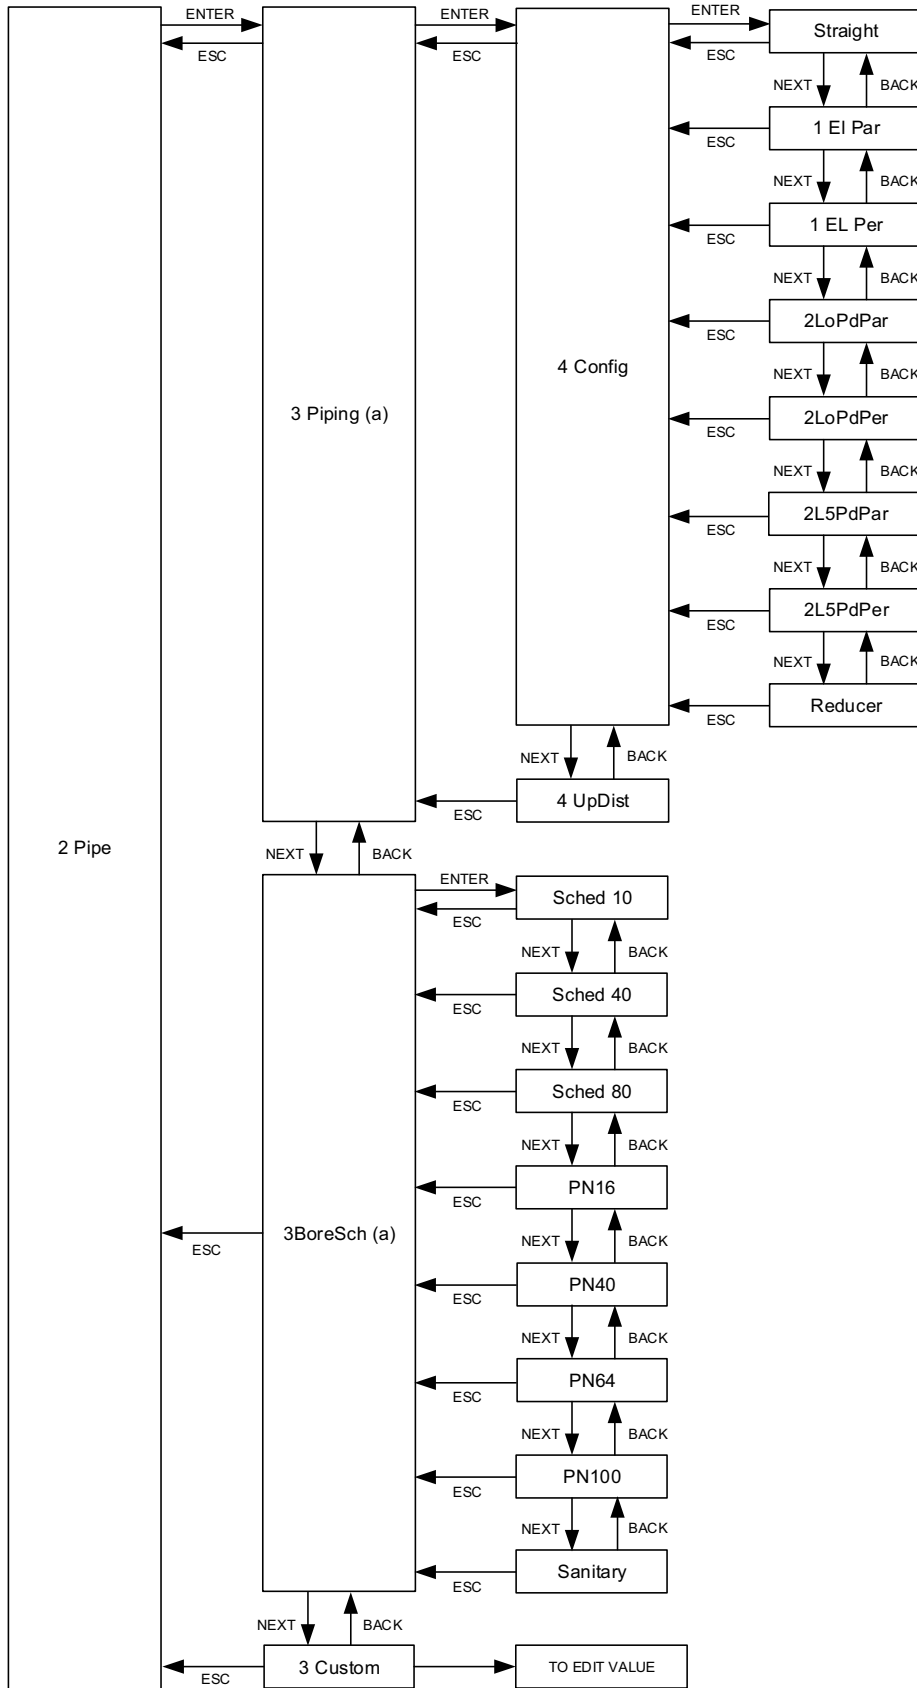 ENTER ENTER ENTER Straight
ESC ESC ESC
NEXT BACK
1 El Par
ESC
NEXT BACK
1 EL Per
ESC
NEXT BACK
2LoPdPar
ESC
NEXT BACK
4 Config
3 Piping (a) 2LoPdPer
ESC
NEXT BACK
2L5PdPar
ESC
NEXT BACK
2L5PdPer
ESC
NEXT BACK
Reducer
ESC
NEXT BACK
4 UpDist
ESC
2 Pipe
NEXT BACK
ENTER
Sched 10
ESC
NEXT BACK
Sched 40
ESC
NEXT BACK
Sched 80
ESC
NEXT BACK
PN16
ESC
3BoreSch (a)
ESC
NEXT BACK
PN40
ESC
NEXT BACK
PN64
ESC
NEXT BACK
PN100
ESC
NEXT BACK
Sanitary
ESC
NEXT BACK
3 Custom TO EDIT VALUE
ESC